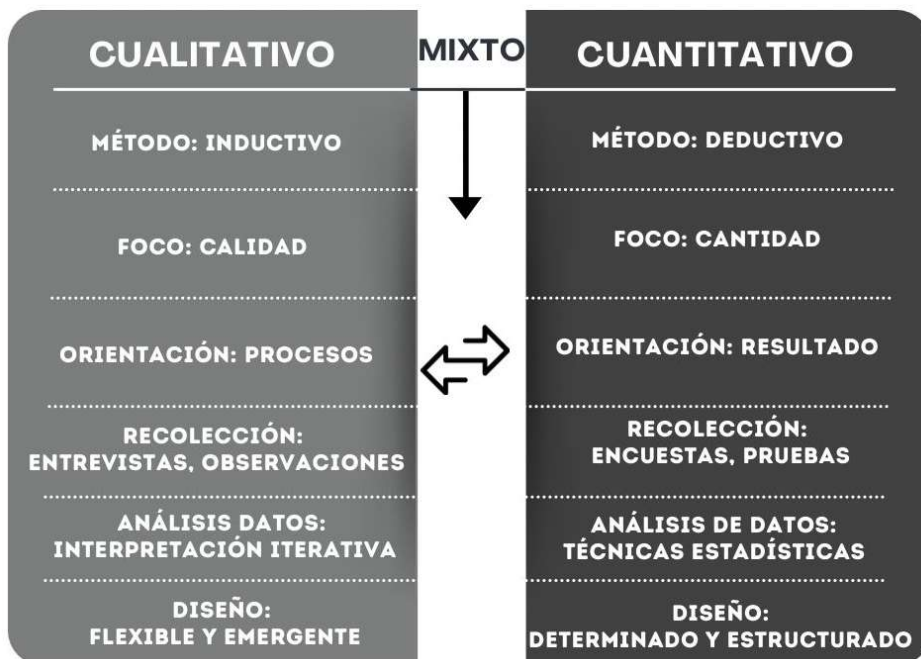 CUALITATIVO
MÉTODO: INDUCTIVO
FOCO: CALIDAD
ORIENTACIÓN: PROCESOS
RECOLECCIÓN:
ENTREVISTAS, OBSERVACIONES
ANÁLISIS DATOS:
INTERPRETACIÓN ITERATIVA
DISEÑO:
FLEXIBLE Y EMERGENTE
MIXTO
CUANTITATIVO
MÉTODO: DEDUCTIVO
FOCO: CANTIDAD
ORIENTACIÓN: RESULTADO
RECOLECCIÓN:
ENCUESTAS, PRUEBAS
ANÁLISIS DE DATOS:
TÉCNICAS ESTADÍSTICAS
DISEÑO:
DETERMINADO Y ESTRUCTURADO